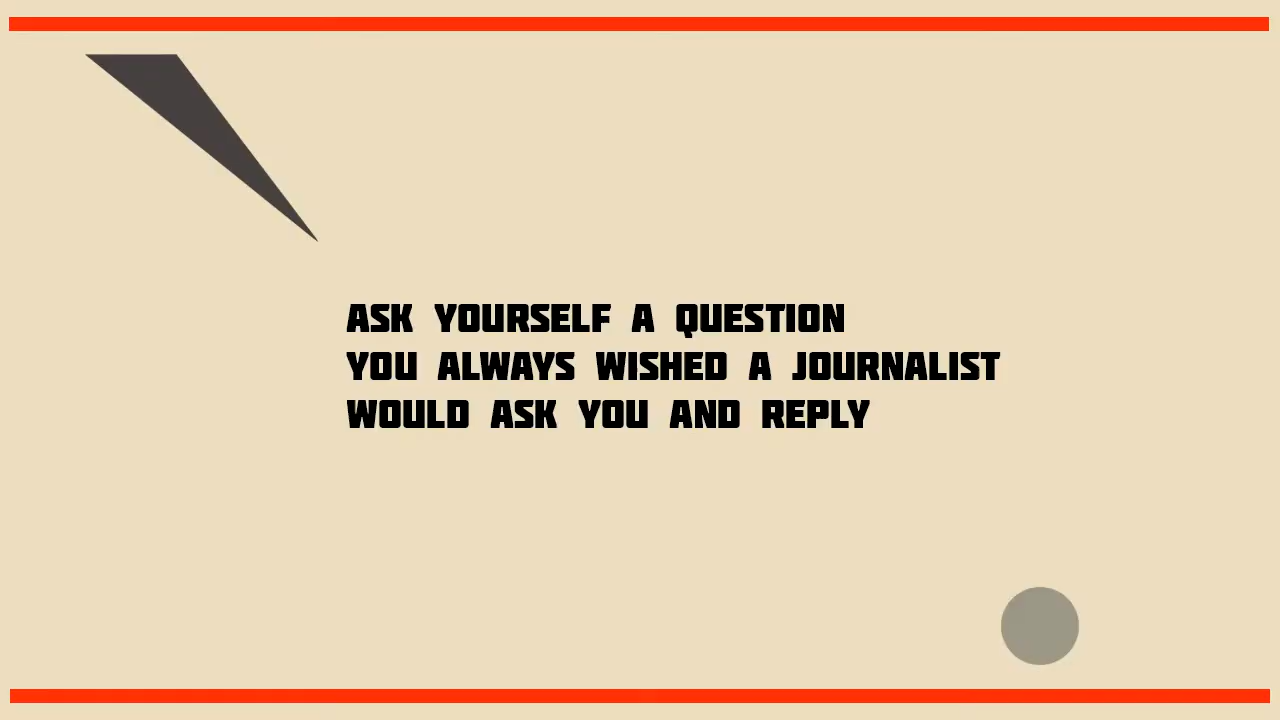 ASK YOURSELF A QUESTION
YOU ALWAYS WISHED A JOURNALIST
WOULD ASK YOU AND REPLY